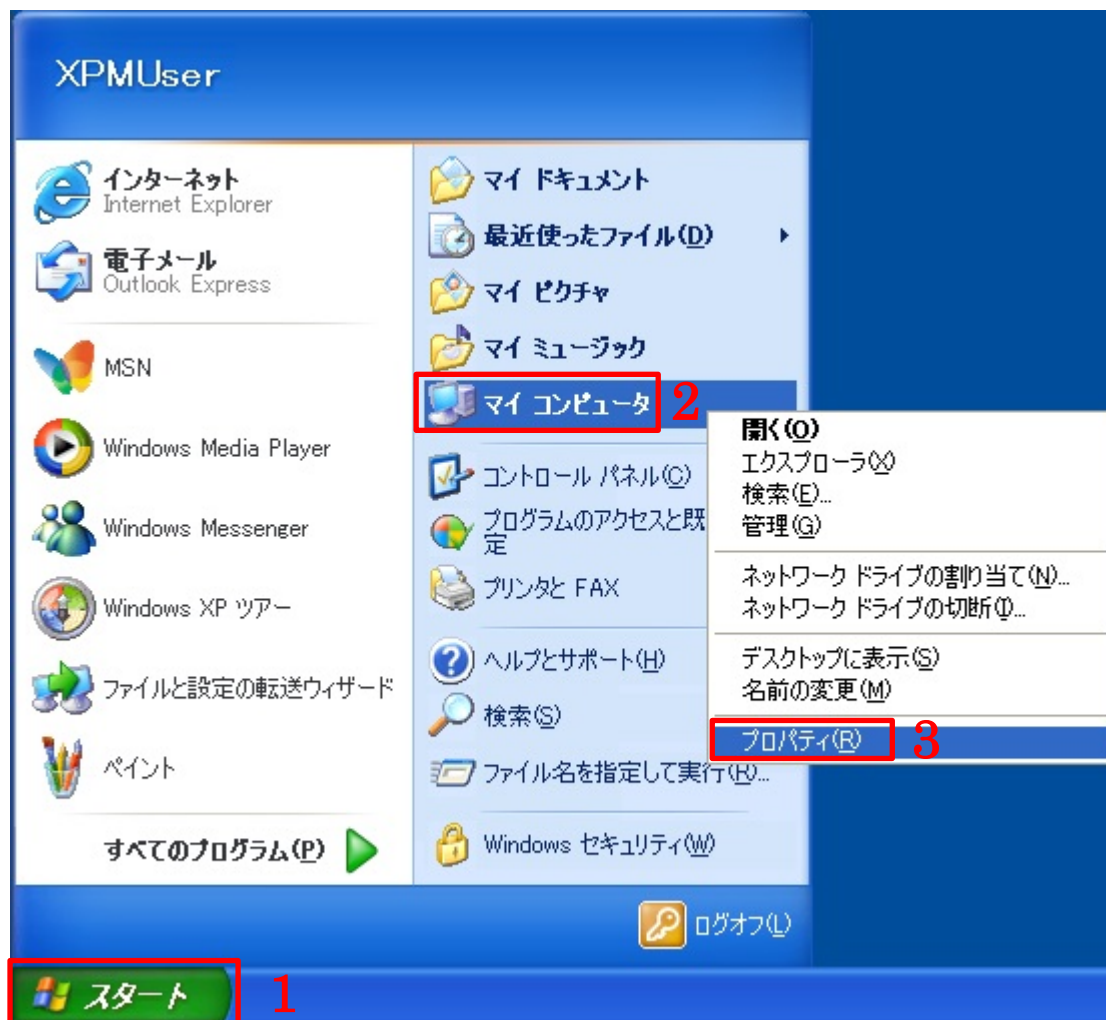 XPMUser
インターネット
Internet Explorer
電子メール
Outlook Express
MSN
Windows Media Player
Windows Messenger
Windows XP ツアー
ファイルと設定の転送ウィザード
ペイント
すべてのプログラム(P)
マイ ドキュメント
最近使ったファイル(D)
マイ ピクチャ
マイ ミュージック
マイ コンピュータ
2
コントロール パネル(C)
プログラムのアクセスと既
定
プリンタと FAX
ヘルプとサポート(H)
検索(S)
ファイル名を指定して実行(R)...
Windows セキュリティ(W)
開く(O)
エクスプローラ(X)
検索(E)...
管理(G)
ネットワーク ドライブの割り当て(N)...
ネットワーク ドライブの切断(I)...
デスクトップに表示(S)
名前の変更(M)
プロパティ(R)
3
ログオフ(L)
スタート
1